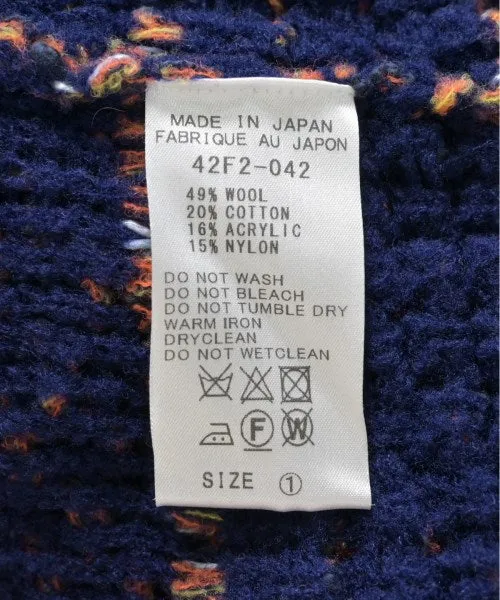 MADE IN JAPAN
FABRIQUE AU JAPON
42F2-042
49% WOOL
20% COTTON
16% ACRYLIC
15% NYLON
DO NOT WASH
DO NOT BLEACH
DO NOT TUMBLE DRY
WARM IRON
DRYCLEAN
DO NOT WETCLEAN
F W
SIZE ①